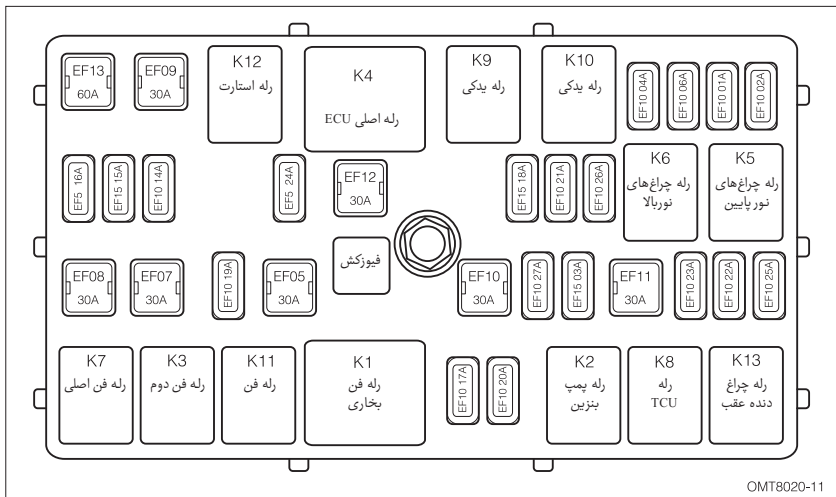 EF13
60A
EF09
30A
K12
رله استارت
K4
رله اصلی ECU
K9
رله یدکی
K10
رله یدکی
EF10 04A
EF10 06A
EF10 01A
EF10 02A
EF5 16A
EF15 15A
EF10 14A
EF5 24A
EF12
30A
EF15 18A
EF10 21A
EF10 26A
K6
رله چراغ‌های
نوربالا
K5
رله چراغ‌های
نورپایین
EF08
30A
EF07
30A
EF10 19A
EF05
30A
فیوزکش
EF10
30A
EF10 27A
EF15 03A
EF11
30A
EF10 23A
EF10 22A
EF10 25A
K7
رله فن اصلی
K3
رله فن دوم
K11
رله فن
K1
رله فن
بخاری
EF10 17A
EF10 20A
K2
رله پمپ
بنزین
K8
رله
TCU
K13
رله چراغ
دنده عقب
OMT8020-11